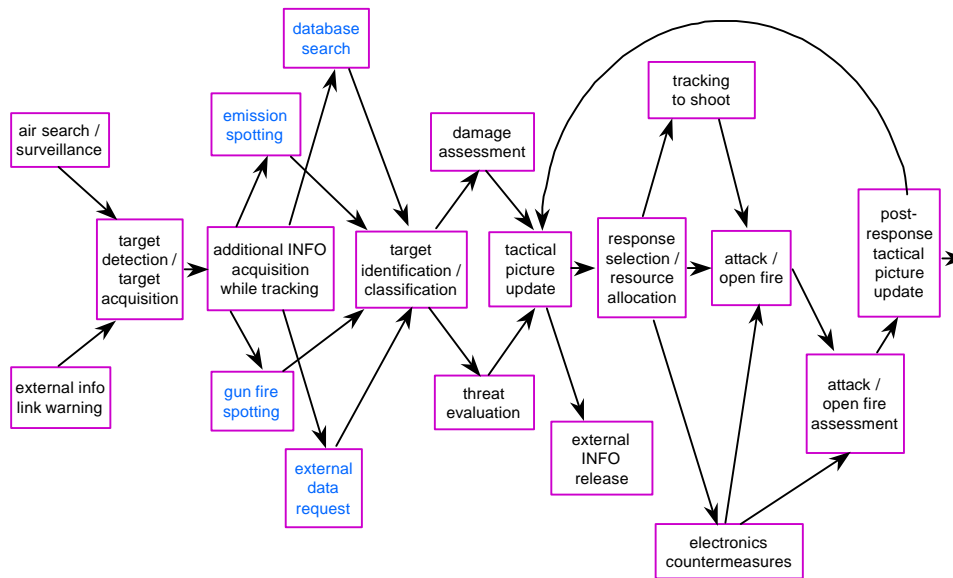 database
search
emission
spotting
tracking
to shoot
air search /
surveillance
damage
assessment
target
detection /
target
acquisition
additional INFO
acquisition
while tracking
target
identification /
classification
tactical
picture
update
response
selection /
resource
allocation
attack /
open fire
post-
response
tactical
picture
update
external info
link warning
gun fire
spotting
threat
evaluation
attack /
open fire
assessment
external
data
request
external
INFO
release
electronics
countermeasures